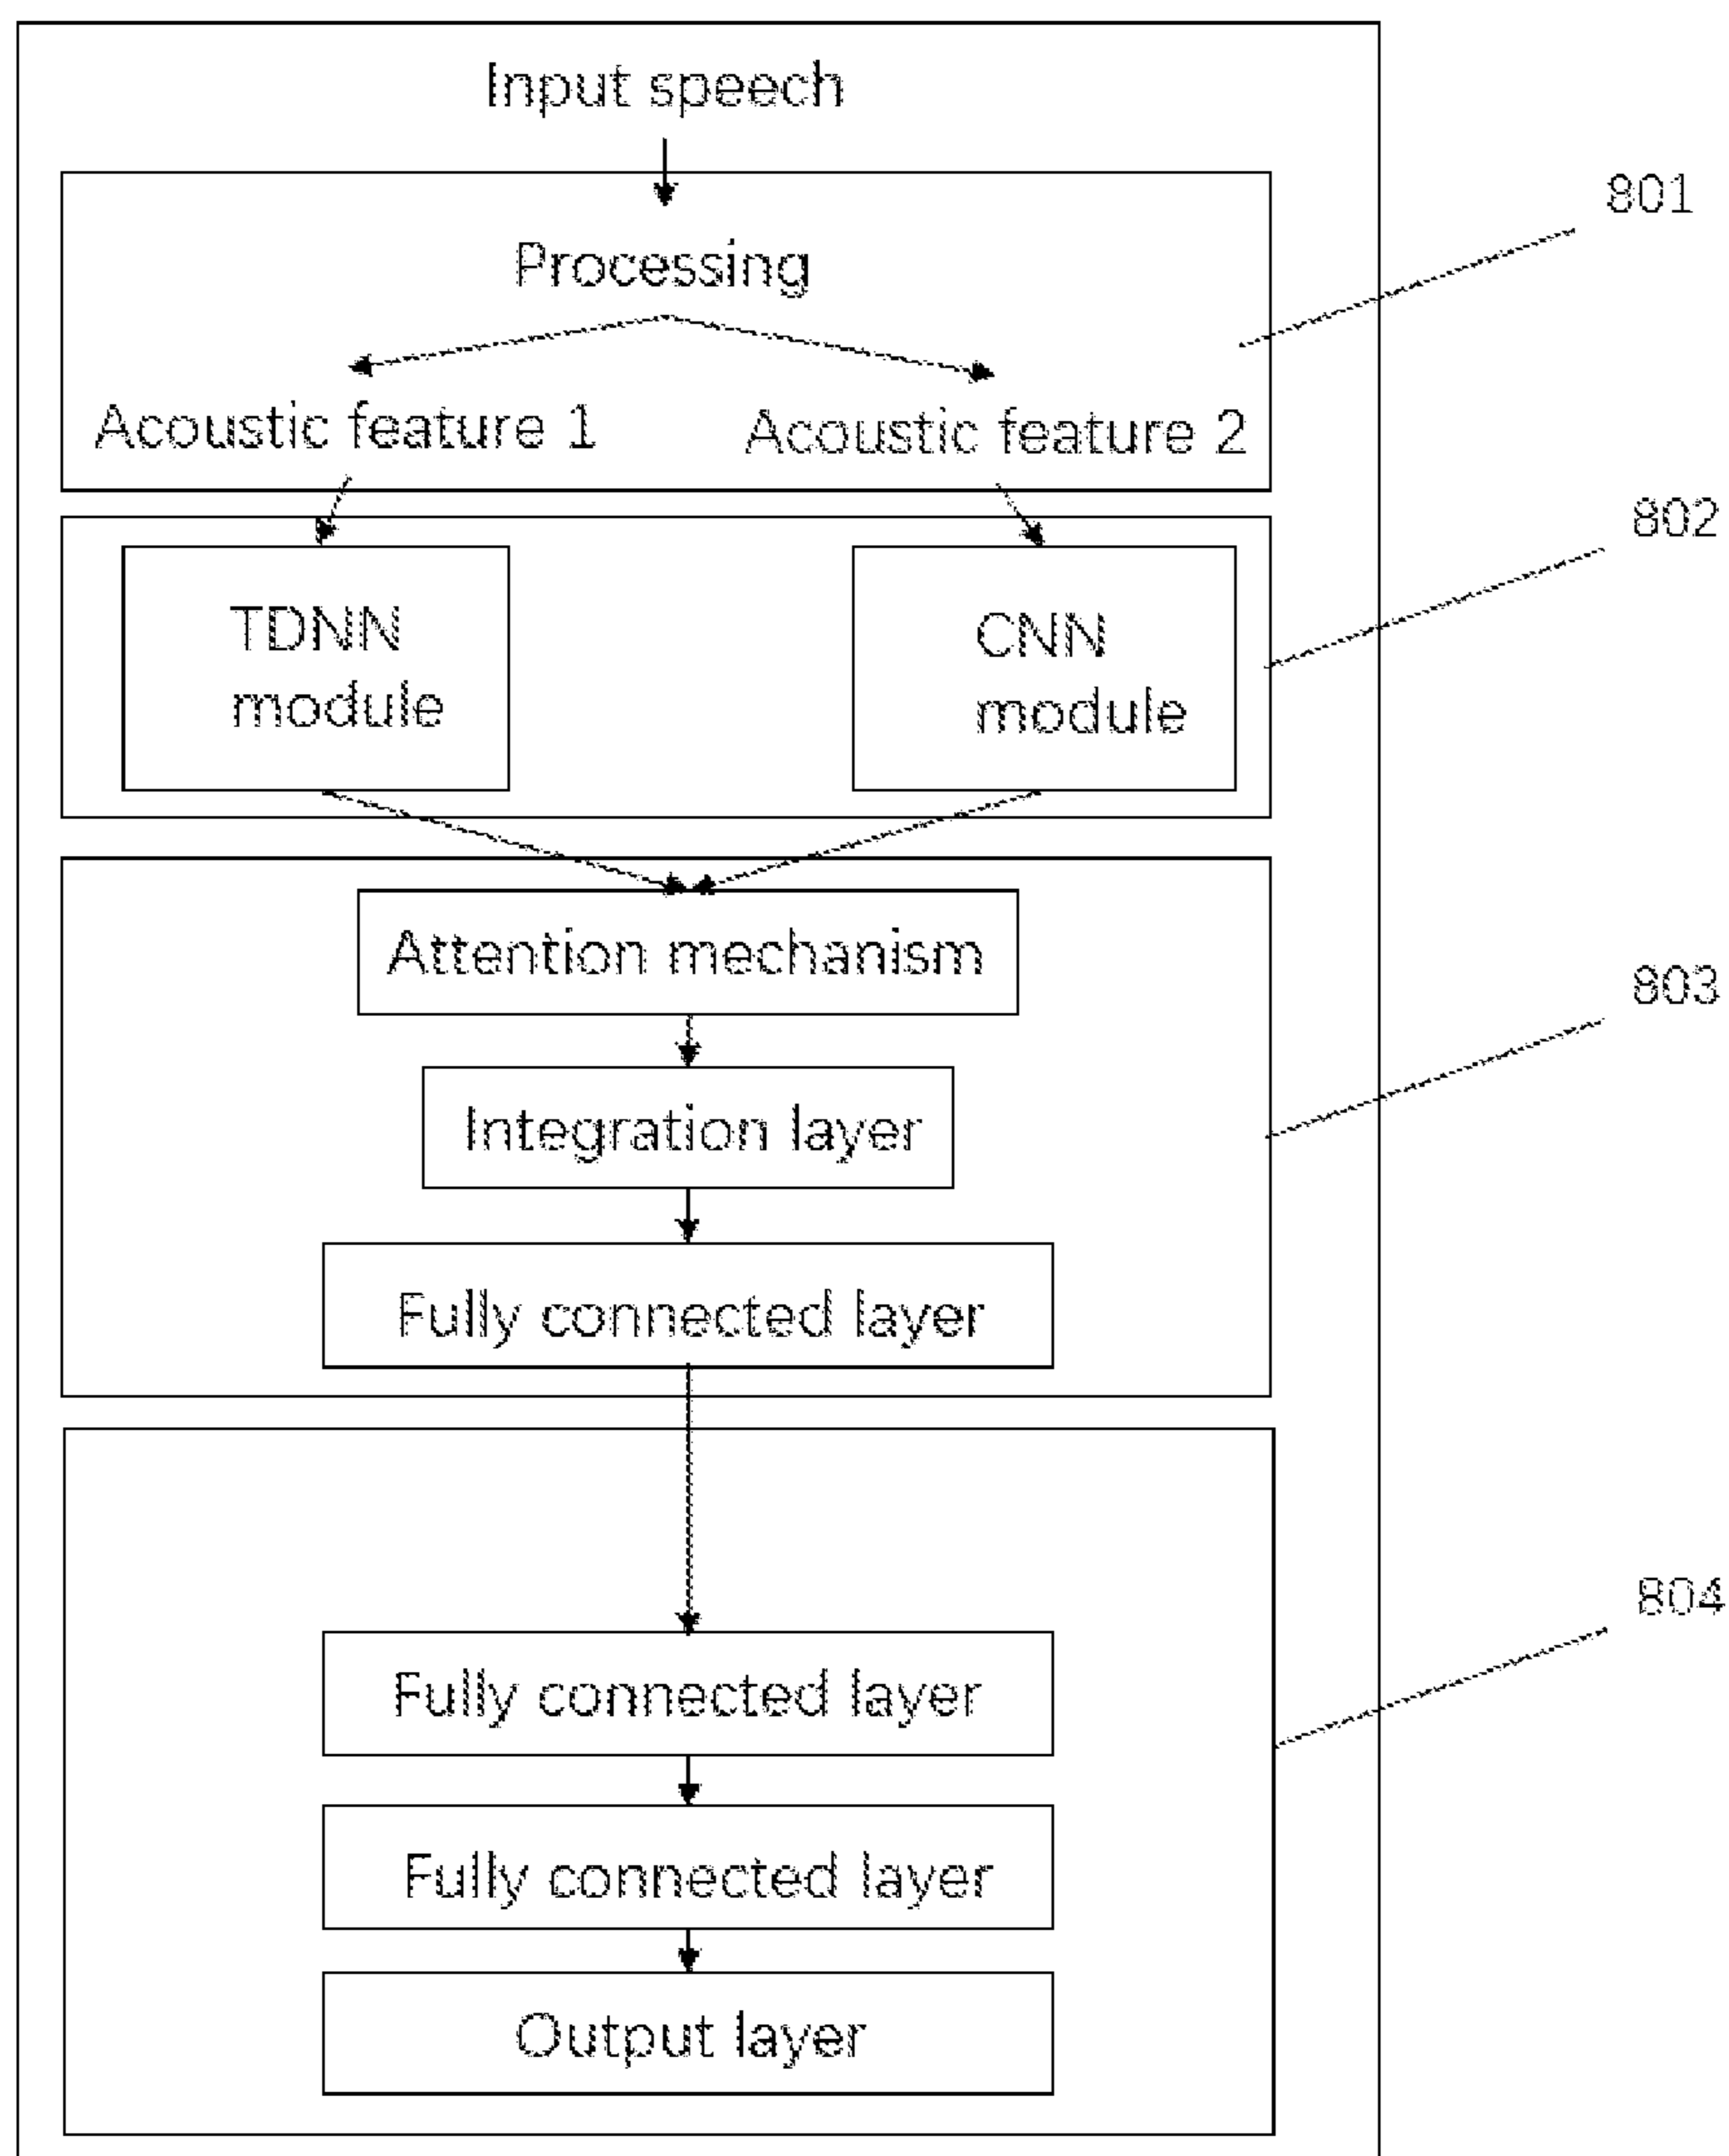 Input speech
801
Processing
Acoustic feature 1
Acoustic feature 2
802
TDNN
module
CNN
module
803
Attention mechanism
Integration layer
Fully connected layer
804
Fully connected layer
Fully connected layer
Output layer